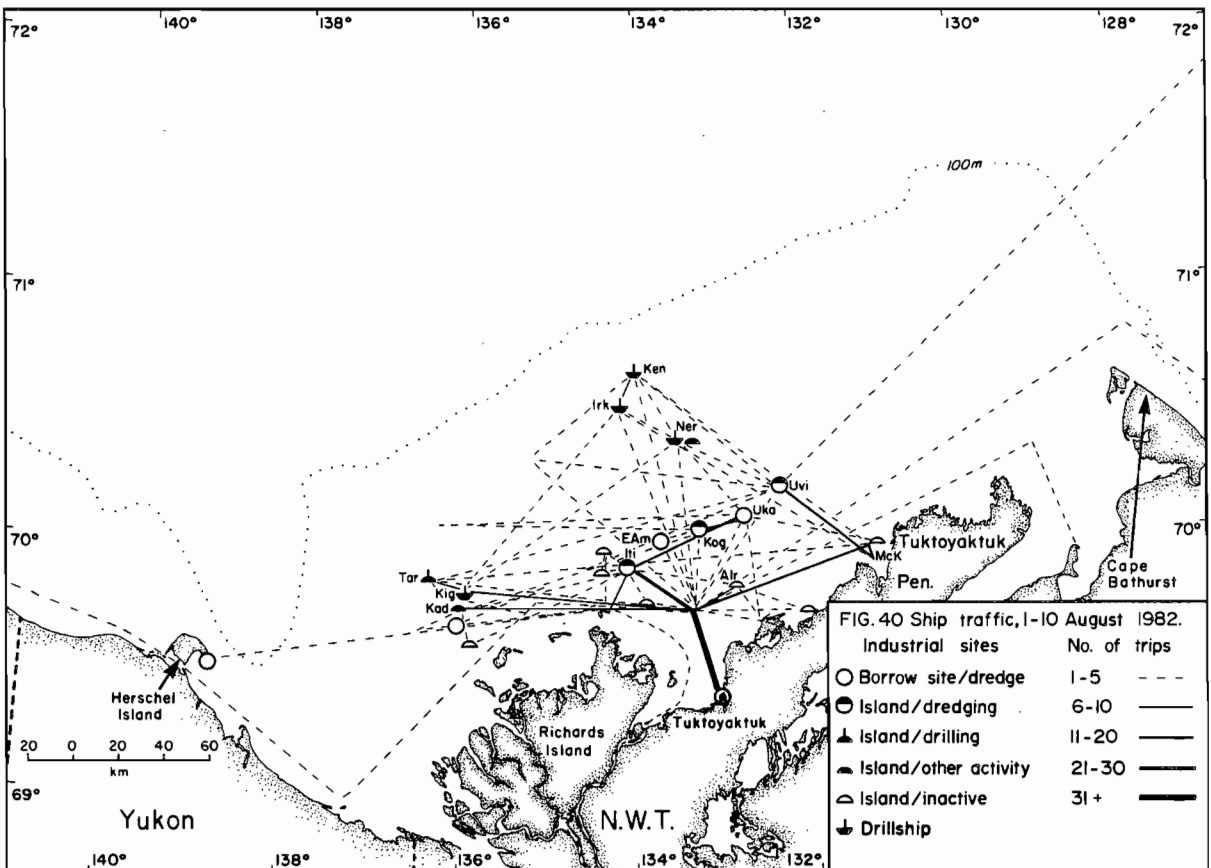 72° 140° 138° 136° 134° 132° 130° 128° 72°
100m
71° 71°
Ken
Irk
Ner
Uvi
Uka
70° EAm Kog 70°
Iti
Tuktoyaktuk
McK
Pen.
Cape
Bathurst
Tar
Alr
Kig
Kad
Herschel
Island
Tuktoyaktuk
Richards
Island
20 0 20 40 60
km
69°
Yukon
N.W.T.
140° 138° 136° 134° 132°
FIG. 40 Ship traffic, 1-10 August 1982.
Industrial sites No. of trips
Borrow site/dredge 1-5
Island/dredging 6-10
Island/drilling 11-20
Island/other activity 21-30
Island/inactive 31+
Drillship